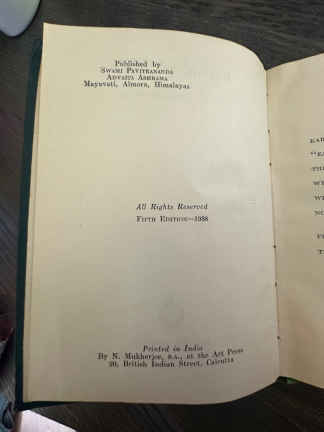 Published by
SWAMI PAVITRANANDA
ADVAITA ASHRAMA
Mayavati, Almora, Himalayas
All Rights Reserved
FIFTH EDITION—1938
Printed in India
By N. Mukherjee, B.A., at the Art Press
20, British Indian Street, Calcutta